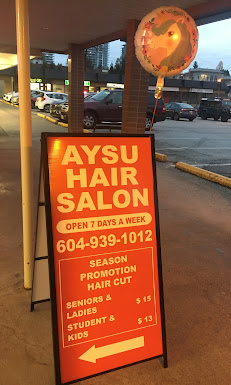 AYSU
HAIR
SALON
OPEN 7 DAYS A WEEK
604-939-1012
SEASON
PROMOTION
HAIR CUT
SENIORS &
LADIES $ 15
STUDENT &
KIDS $ 13